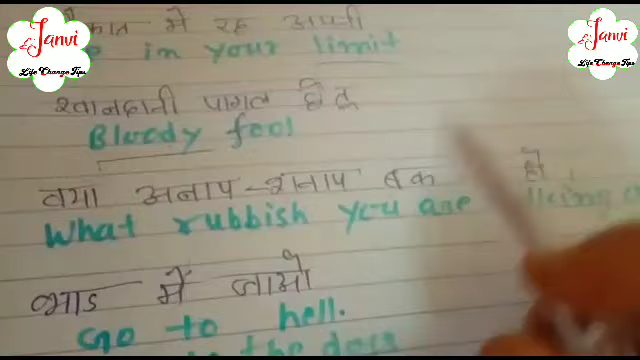 Janvi
Life Change Tips
Janvi
Life Change Tips
में रह अपनी
in your limit
खानदानी पागल है तू
Bloody fool
क्या अनाप-शनाप बक हो
What rubbish you are
भाड़ में जाओ
Go to hell.
the